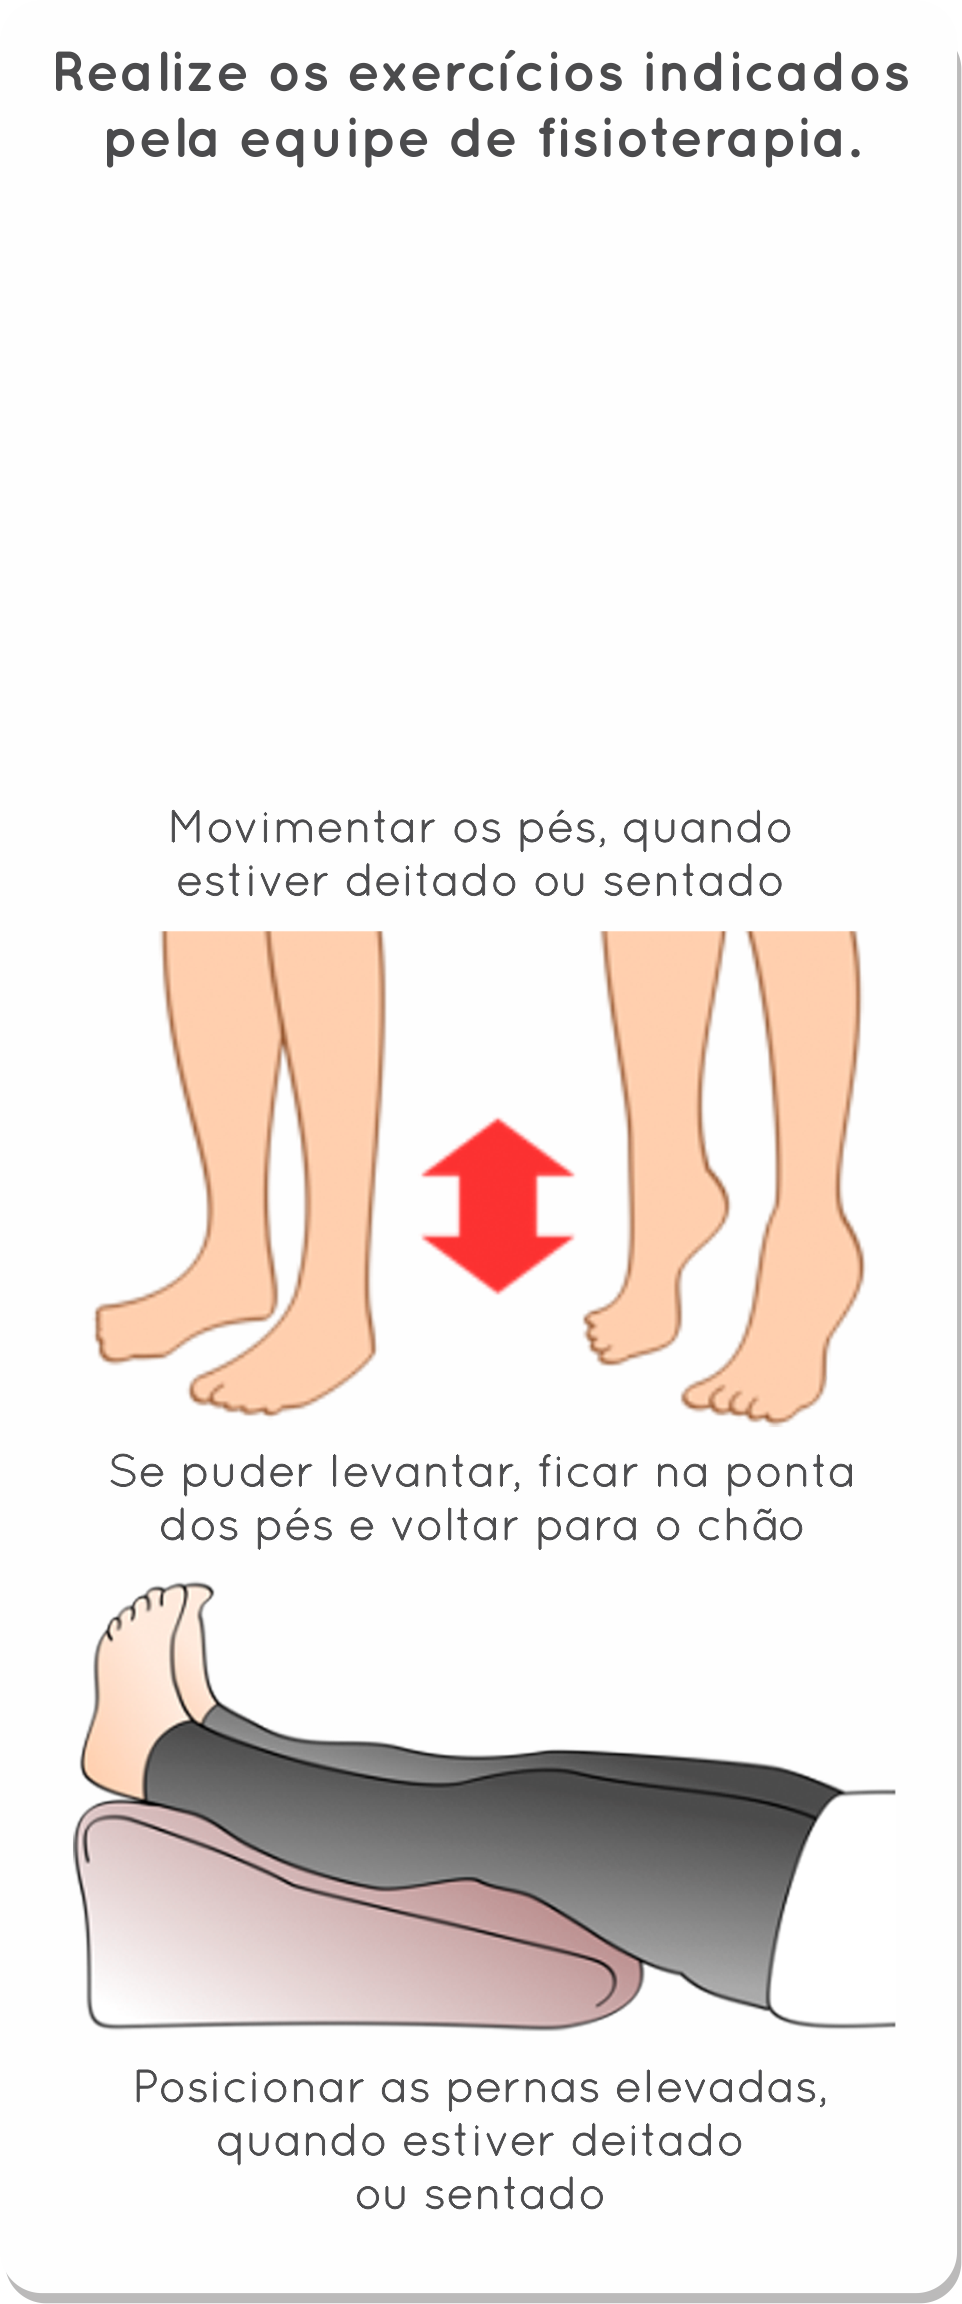 Realize os exercícios indicados
pela equipe de fisioterapia.
Movimentar os pés, quando
estiver deitado ou sentado
Se puder levantar, ficar na ponta
dos pés e voltar para o chão
Posicionar as pernas elevadas,
quando estiver deitado
ou sentado